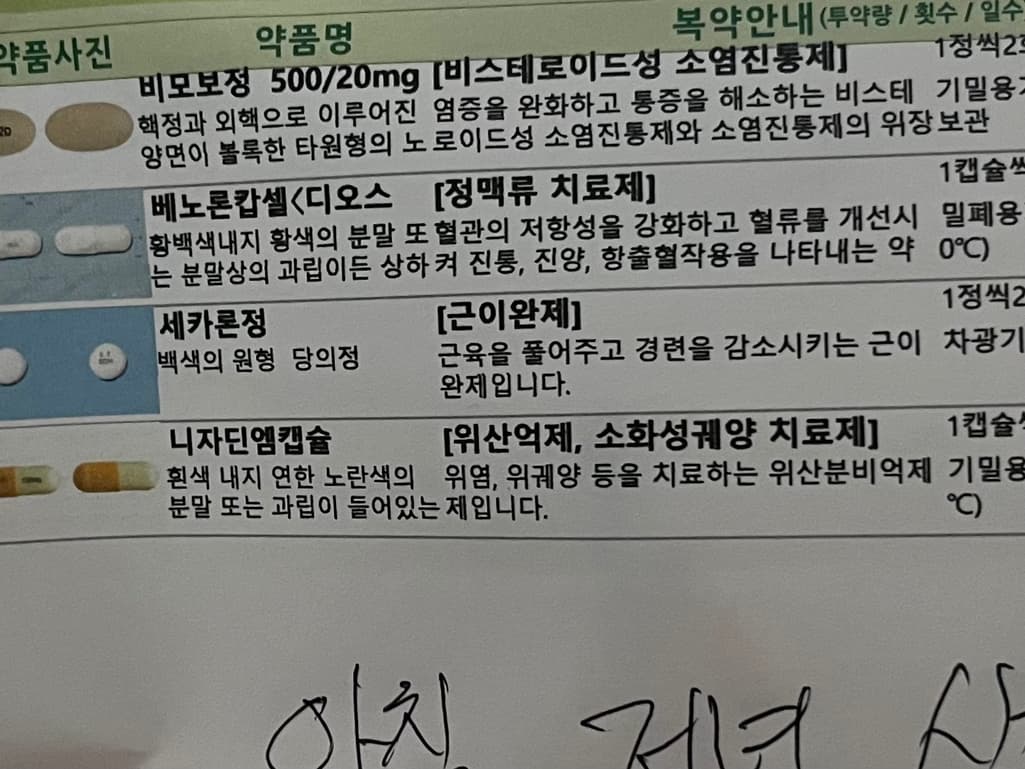 약품사진 약품명 복약안내 (투약량 / 횟수 / 일수
비모보정 500/20mg [비스테로이드성 소염진통제] 1정씩2
핵정과 외핵으로 이루어진 염증을 완화하고 통증을 해소하는 비스테 기밀용
양면이 볼록한 타원형의 노 로이드성 소염진통제와 소염진통제의 위장 보관
베노론캅셀<디오스 [정맥류 치료제] 1캡슐씩
황백색내지 황색의 분말 또 혈관의 저항성을 강화하고 혈류를 개선시 밀폐용
는 분말상의 과립이든 상하 켜 진통, 진양, 항출혈작용을 나타내는 약 0℃)
세카론정 [근이완제] 1정씩2
백색의 원형 당의정 근육을 풀어주고 경련을 감소시키는 근이 차광기
완제입니다.
니자딘엠캡슐 [위산억제, 소화성궤양 치료제] 1캡슐
흰색 내지 연한 노란색의 위염, 위궤양 등을 치료하는 위산분비억제 기밀용
분말 또는 과립이 들어있는 제입니다. ℃)
아침 저녁